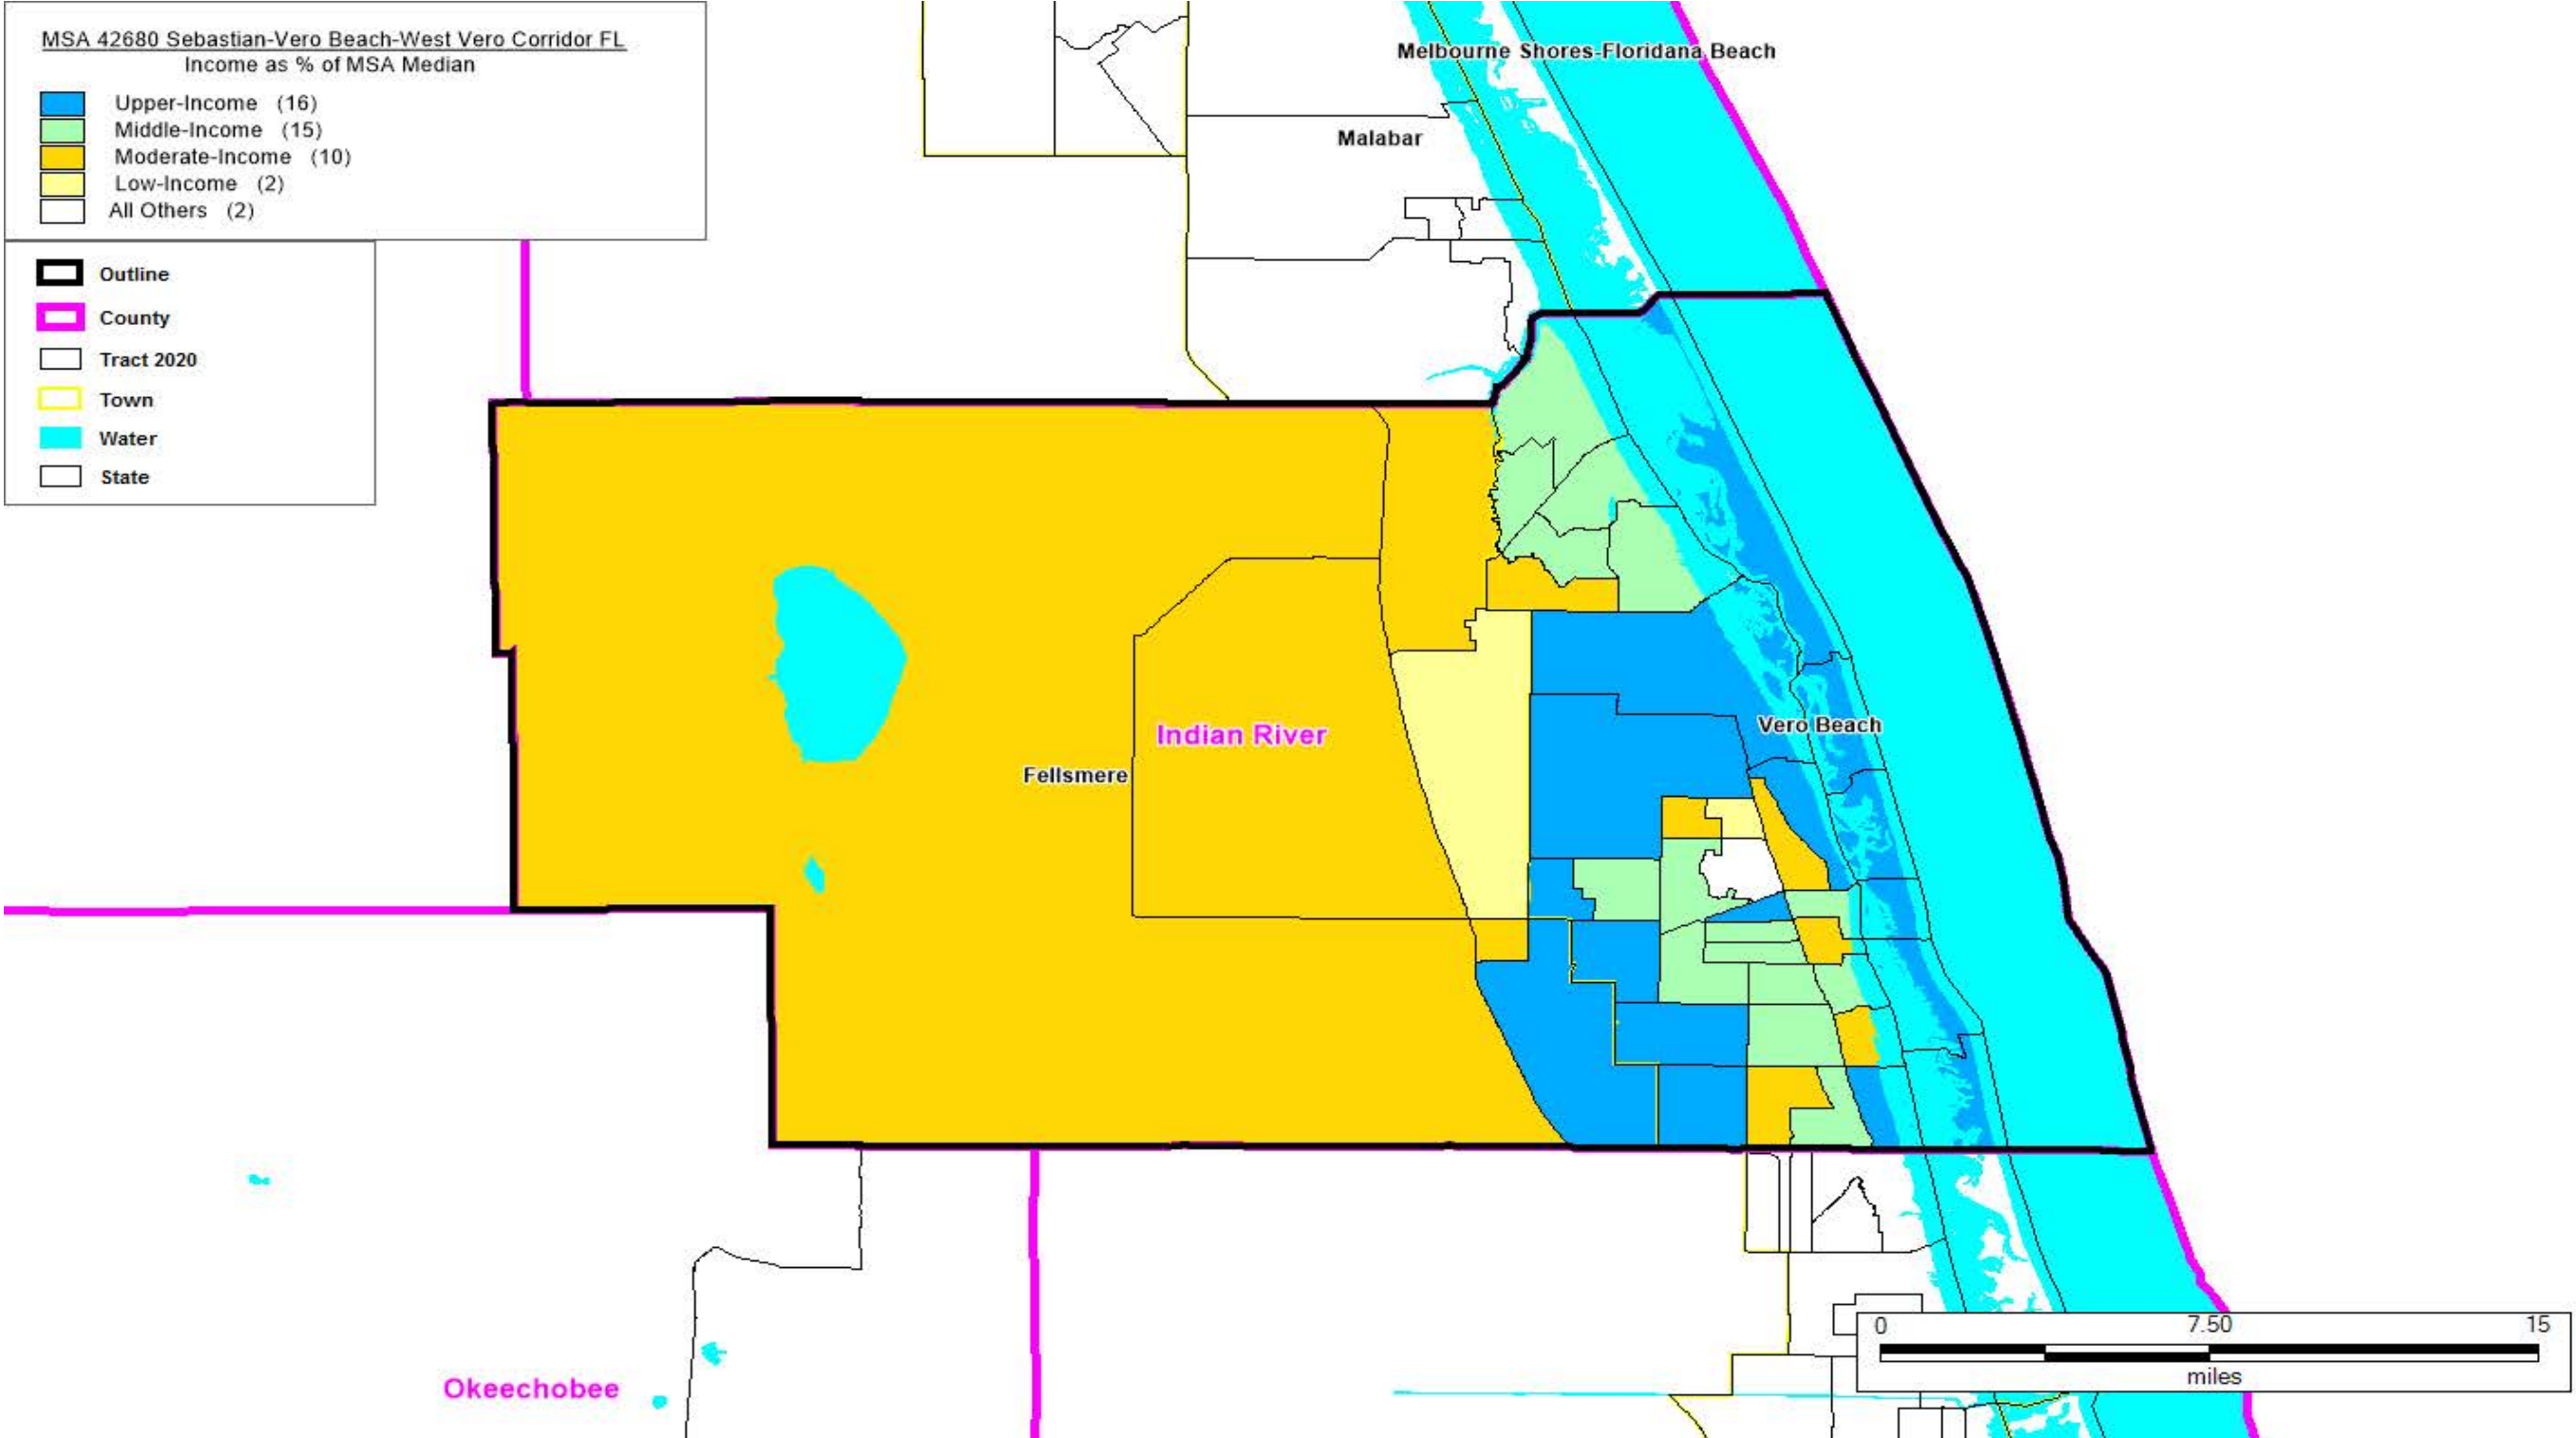 MSA 42680 Sebastian-Vero Beach-West Vero Corridor FL
Income as % of MSA Median
Upper-Income (16)
Middle-Income (15)
Moderate-Income (10)
Low-Income (2)
All Others (2)
Outline
County
Tract 2020
Town
Water
State
Melbourne Shores-Floridana Beach
Malabar
Vero Beach
Indian River
Fellsmere
Okeechobee
0 7.50 15
miles